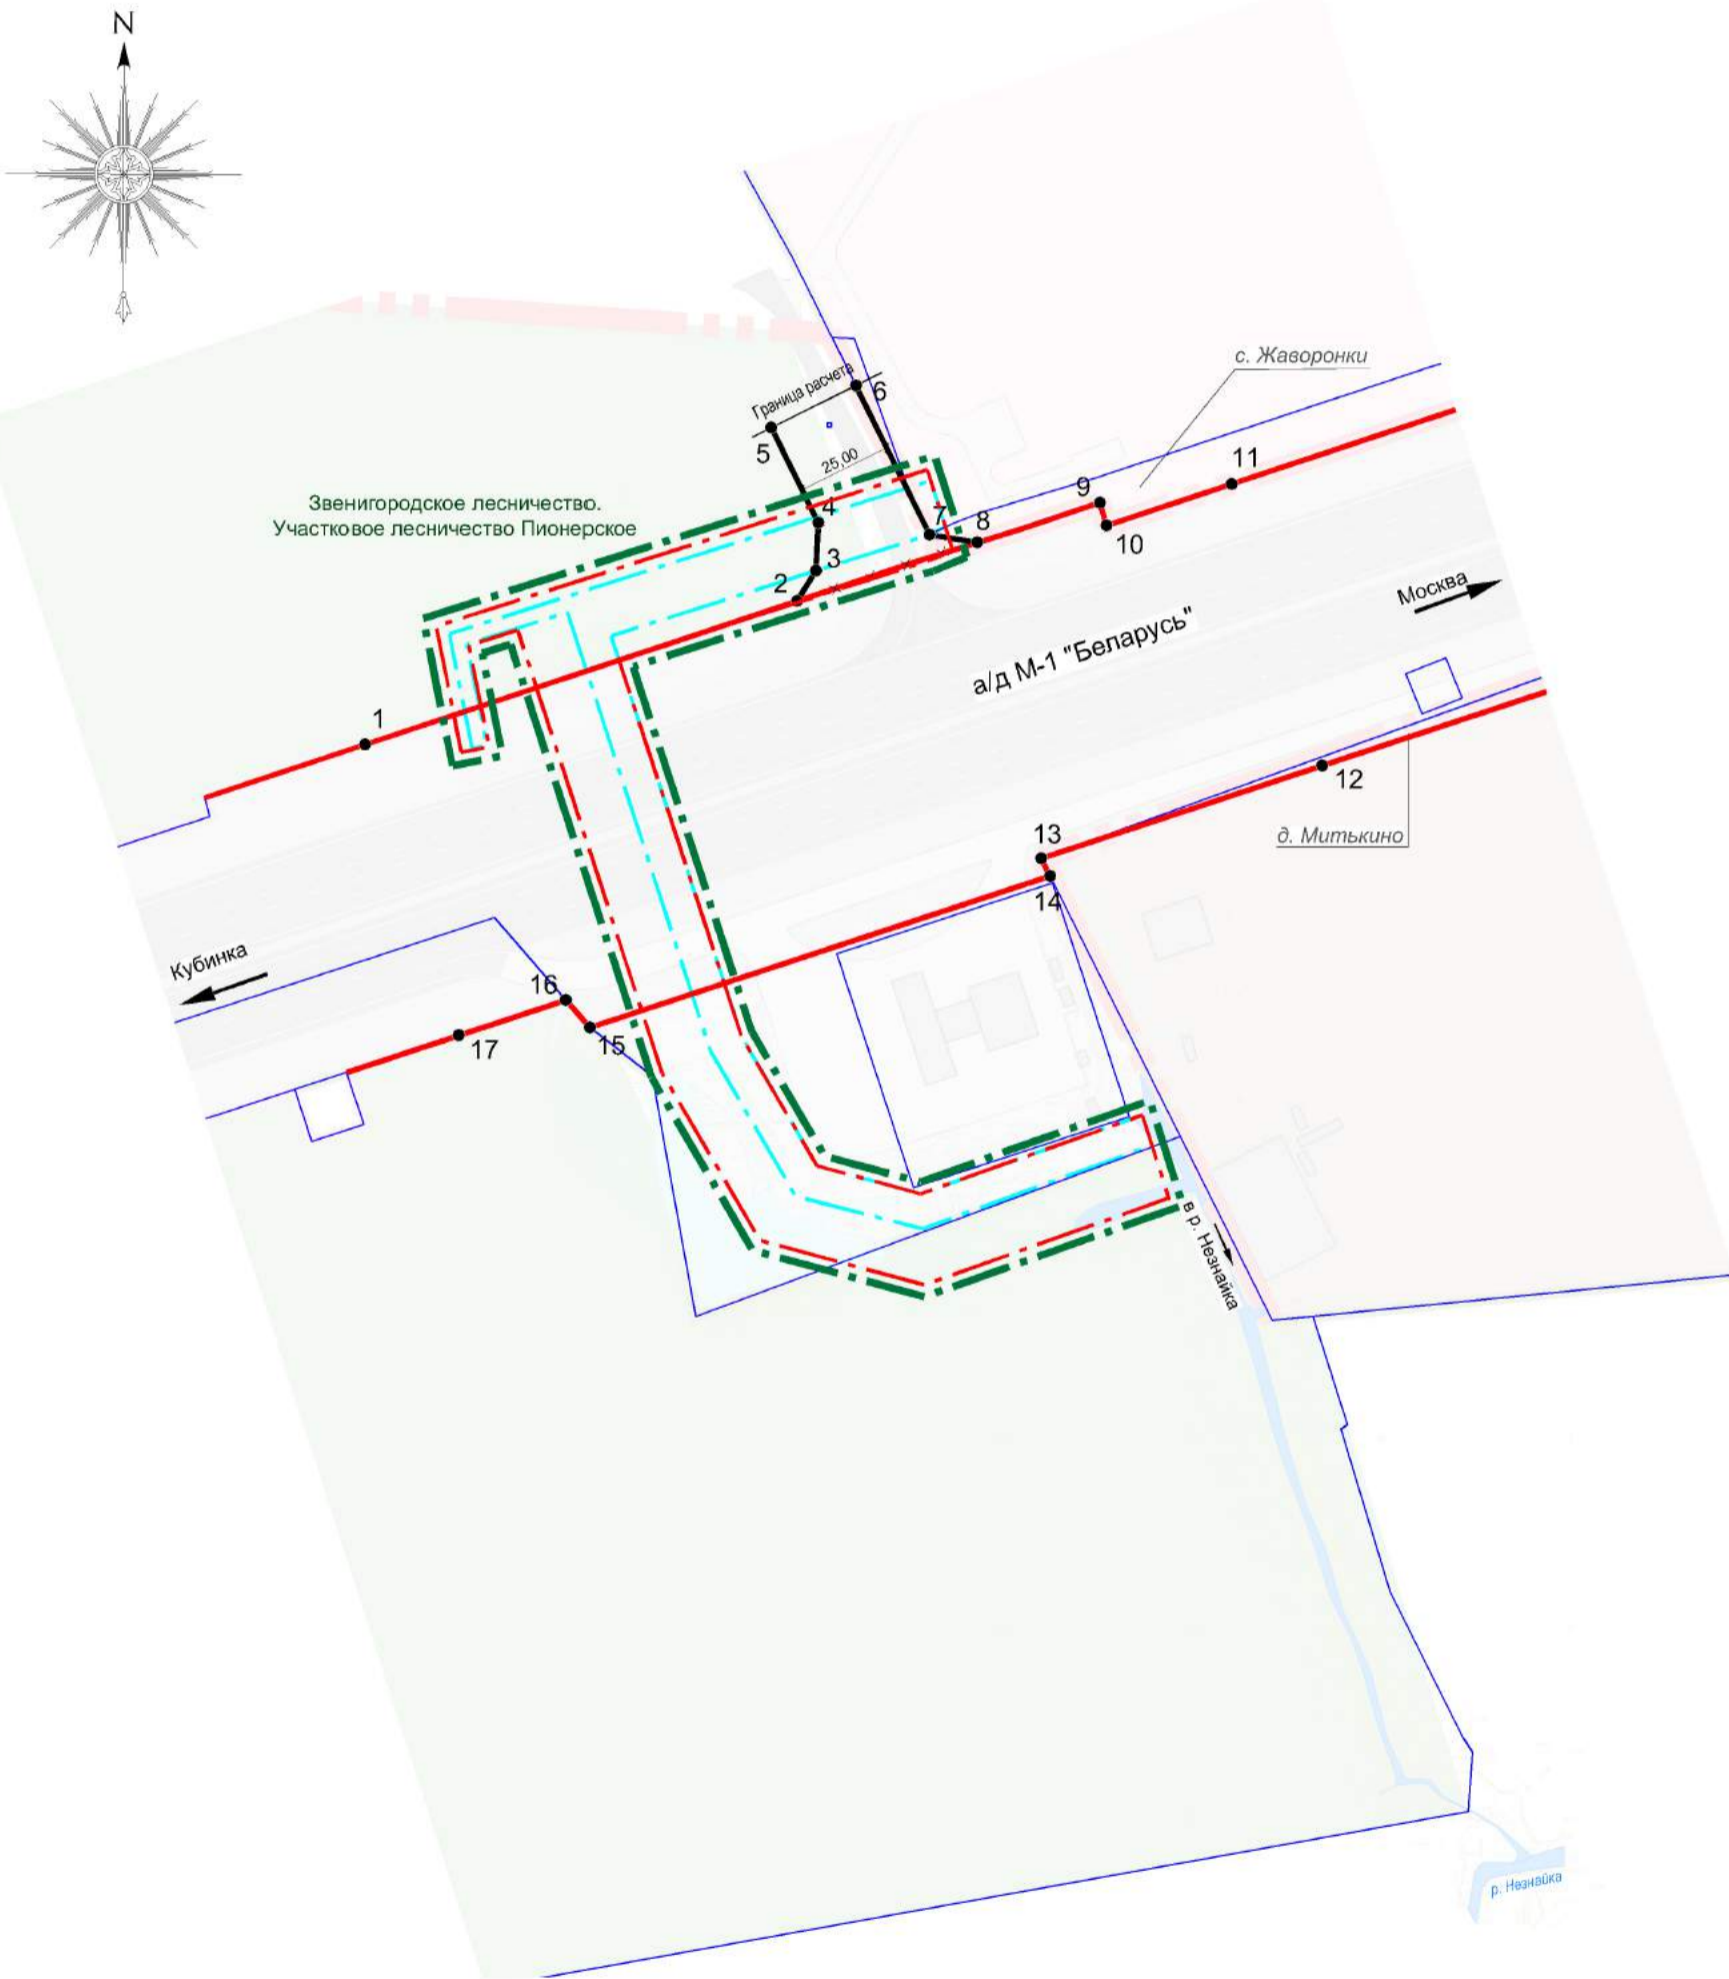 N
с. Жаворонки
Граница расчета
6
5
25,00
11
9
Звенигородское лесничество.
Участковое лесничество Пионерское
4
7
8
10
3
2
Москва
а/д М-1 "Беларусь"
1
12
13
д. Митькино
14
Кубинка
16
15
17
в р. Незнайка
р. Незнайка